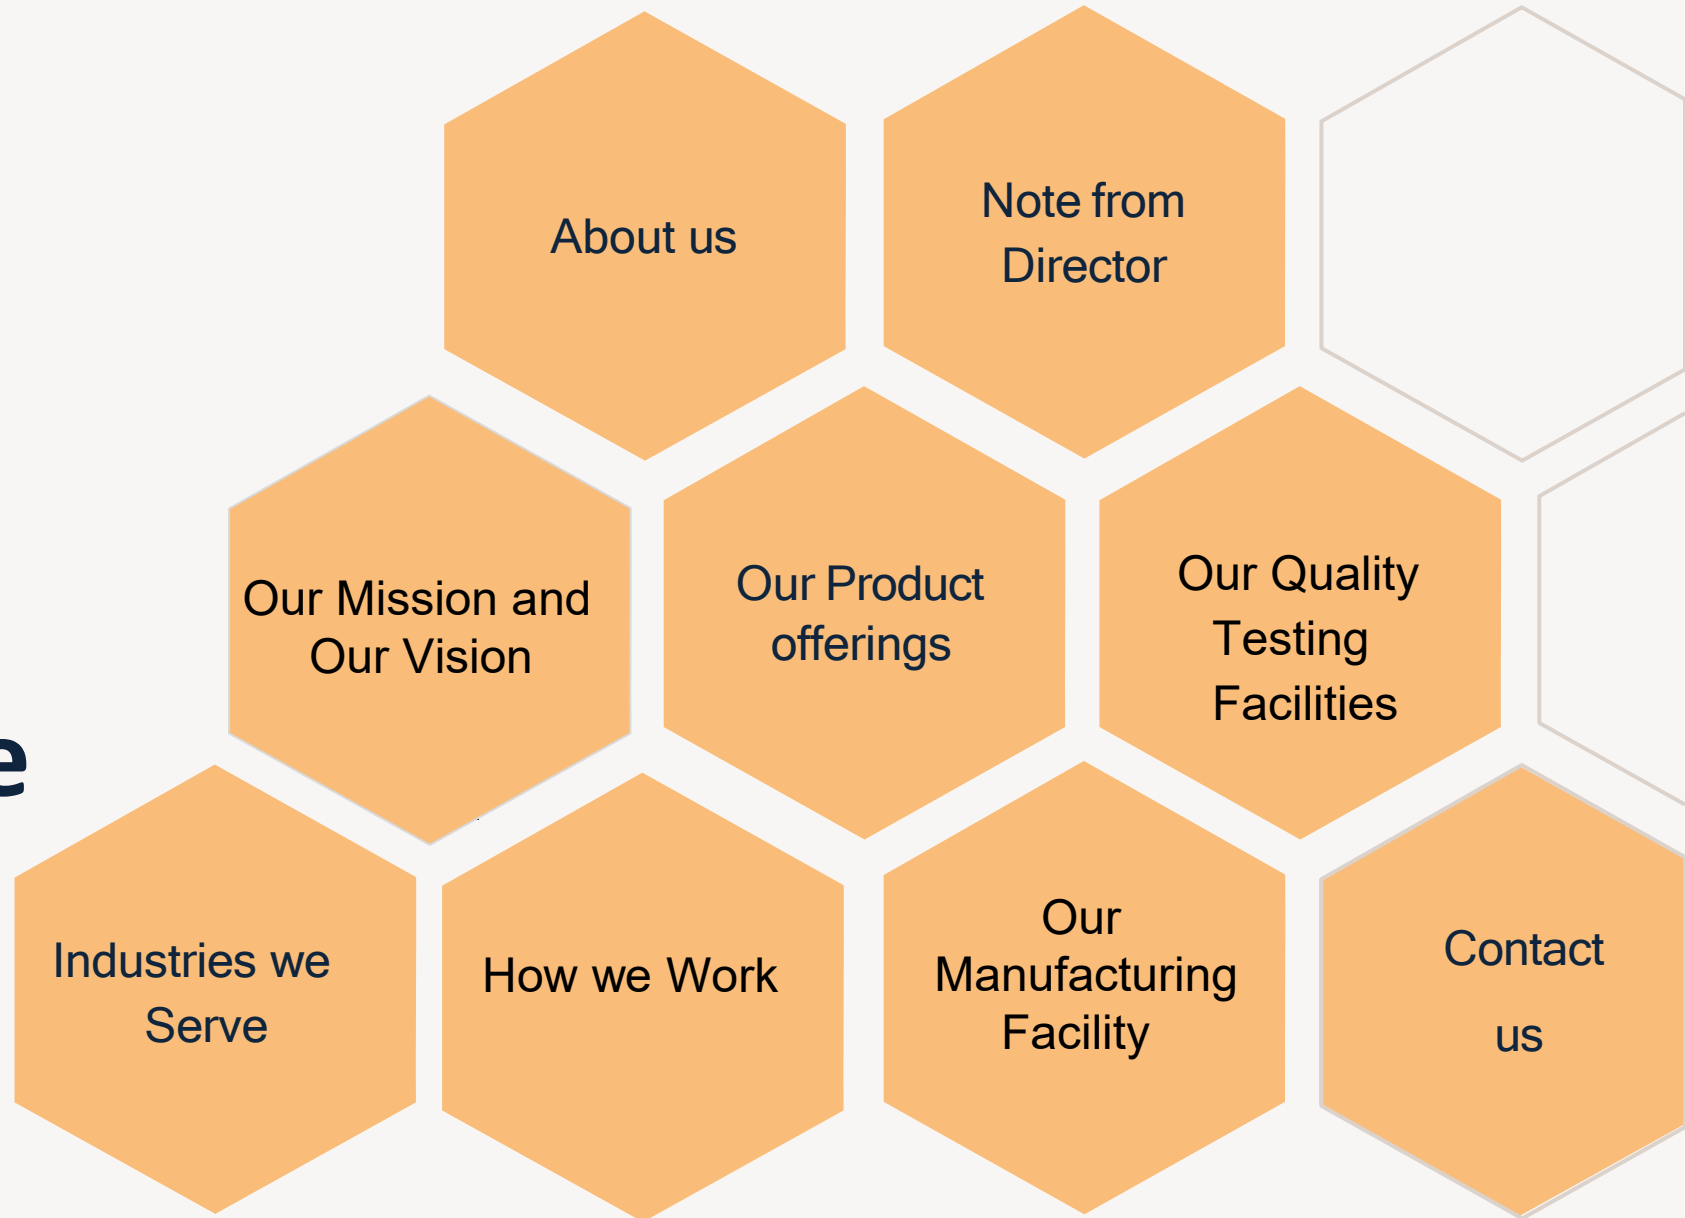 About us
Note from
Director
Our Mission and
Our Vision
Our Product
offerings
Our Quality
Testing
Facilities
e
Industries we
Serve
How we Work
Our
Manufacturing
Facility
Contact
us